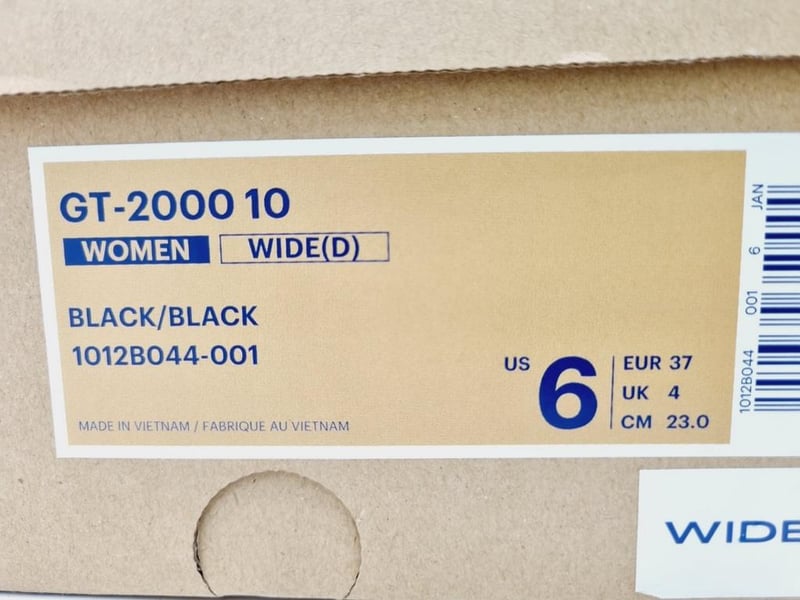 GT-2000 10
WOMEN WIDE(D)
BLACK/BLACK
1012B044-001
MADE IN VIETNAM / FABRIQUE AU VIETNAM
US 6
EUR 37
UK 4
CM 23.0
1012B044 001 6 JAN
WIDE